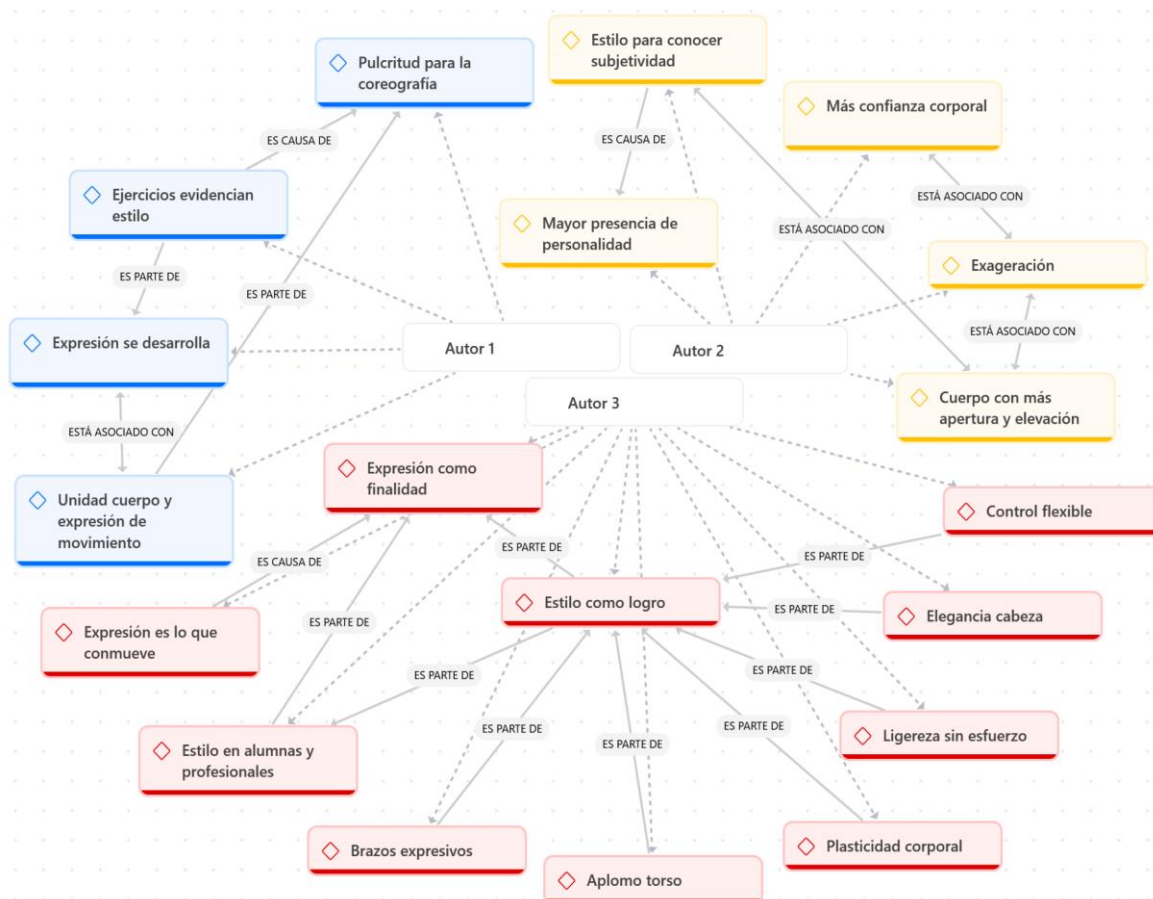 Estilo para conocer
subjetividad
Pulcritud para la
coreografía
Más confianza corporal
ES CAUSA DE
ES CAUSA DE
Ejercicios evidencian
estilo
ESTÁ ASOCIADO CON
Mayor presencia de
personalidad
ESTÁ ASOCIADO CON
Exageración
ES PARTE DE
ES PARTE DE
ESTÁ ASOCIADO CON
Expresión se desarrolla
Autor 1
Autor 2
Autor 3
Cuerpo con más
apertura y elevación
ESTÁ ASOCIADO CON
Expresión como
finalidad
Unidad cuerpo y
expresión de
movimiento
Control flexible
ES PARTE DE
ES CAUSA DE
ES PARTE DE
Estilo como logro
ES PARTE DE
Elegancia cabeza
ES PARTE DE
Expresión es lo que
conmueve
ES PARTE DE
ES PARTE DE
ES PARTE DE
ES PARTE DE
ES PARTE DE
Ligereza sin esfuerzo
Estilo en alumnas y
profesionales
Brazos expresivos
Plasticidad corporal
Aplomo torso